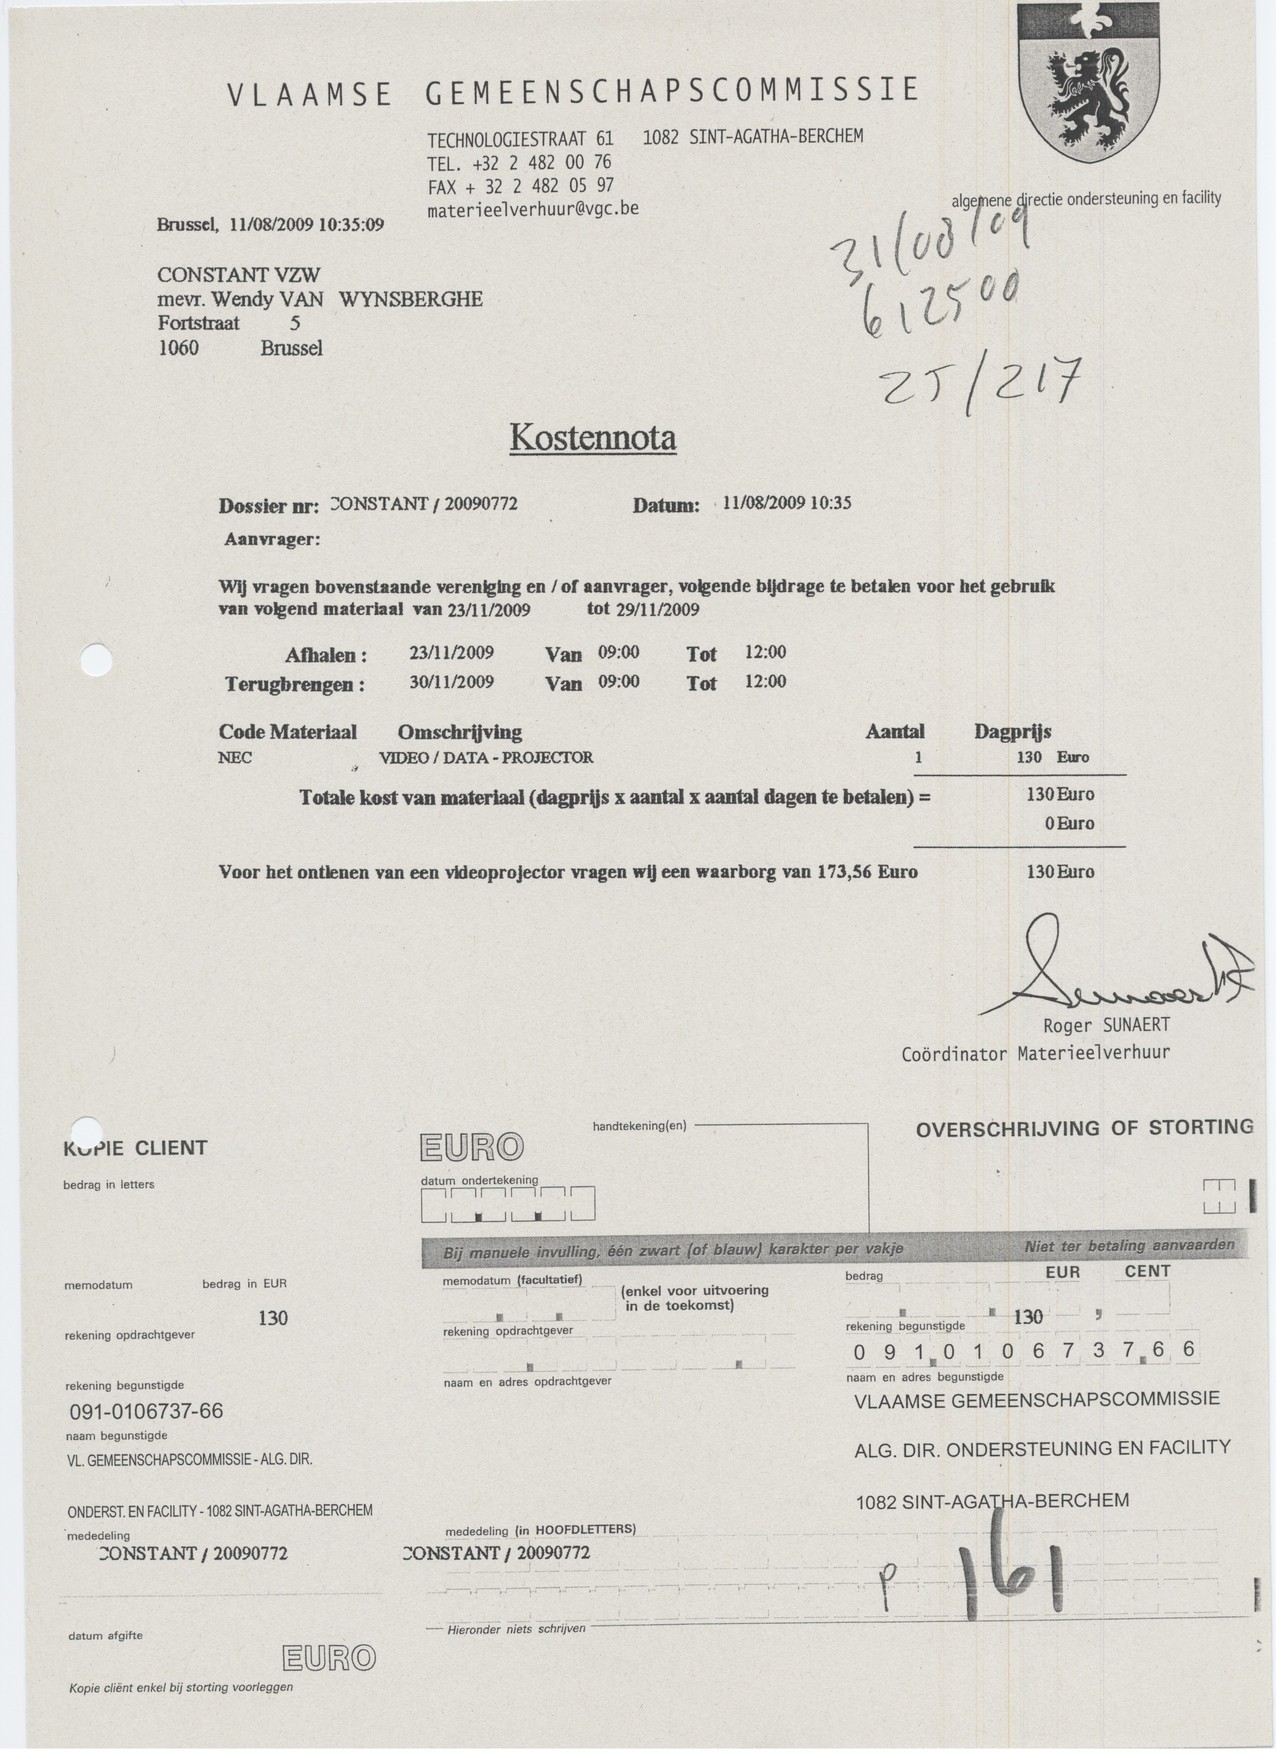 VLAAMSE GEMEENSCHAPSCOMMISSIE
TECHNOLOGIESTRAAT 61 1082 SINT-AGATHA-BERCHEM
TEL. +32 2 482 00 76
FAX + 32 2 482 05 97
materieelverhuur@vgc.be
algemene directie ondersteuning en facility
Brussel, 11/08/2009 10:35:09
31/08/09
612500
25/217
CONSTANT VZW
mevr. Wendy VAN WYNSBERGHE
Fortstraat 5
1060 Brussel
Kostennota
Dossier nr: CONSTANT / 20090772 Datum: 11/08/2009 10:35
Aanvrager:
Wij vragen bovenstaande vereniging en / of aanvrager, volgende bijdrage te betalen voor het gebruik
van volgend materiaal van 23/11/2009 tot 29/11/2009
Afhalen : 23/11/2009 Van 09:00 Tot 12:00
Terugbrengen : 30/11/2009 Van 09:00 Tot 12:00
Code Materiaal Omschrijving Aantal Dagprijs
NEC VIDEO / DATA - PROJECTOR 1 130 Euro
Totale kost van materiaal (dagprijs x aantal x aantal dagen te betalen) = 130 Euro
0 Euro
Voor het ontlenen van een videoprojector vragen wij een waarborg van 173,56 Euro 130 Euro
Sunaert
Roger SUNAERT
Coördinator Materieelverhuur
KOPIE CLIENT
bedrag in letters
memodatum bedrag in EUR
130
rekening opdrachtgever
rekening begunstigde
091-0106737-66
naam begunstigde
VL. GEMEENSCHAPSCOMMISSIE - ALG. DIR.
ONDERST. EN FACILITY - 1082 SINT-AGATHA-BERCHEM
mededeling
CONSTANT / 20090772
datum afgifte
EURO
Kopie cliënt enkel bij storting voorleggen
EURO
handtekening(en)
OVERSCHRIJVING OF STORTING
datum ondertekening
Bij manuele invulling, één zwart (of blauw) karakter per vakje Niet ter betaling aanvaarden
memodatum (facultatief) (enkel voor uitvoering
in de toekomst)
bedrag EUR CENT
130 ,
rekening opdrachtgever
rekening begunstigde
0 9 1 0 1 0 6 7 3 7 6 6
naam en adres opdrachtgever
naam en adres begunstigde
VLAAMSE GEMEENSCHAPSCOMMISSIE
ALG. DIR. ONDERSTEUNING EN FACILITY
1082 SINT-AGATHA-BERCHEM
mededeling (in HOOFDLETTERS)
CONSTANT / 20090772
p 161
Hieronder niets schrijven